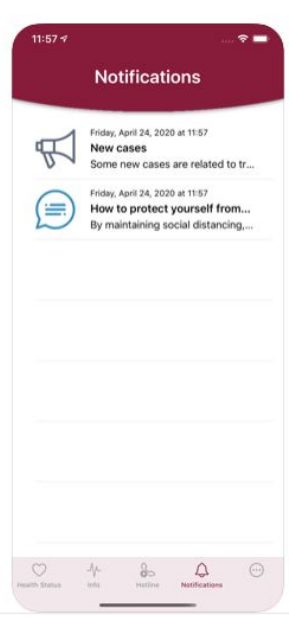 11:57
Notifications
Friday, April 24, 2020 at 11:57
New cases
Some new cases are related to tr...
Friday, April 24, 2020 at 11:57
How to protect yourself from...
By maintaining social distancing,...
Health Status Info Hotline Notifications